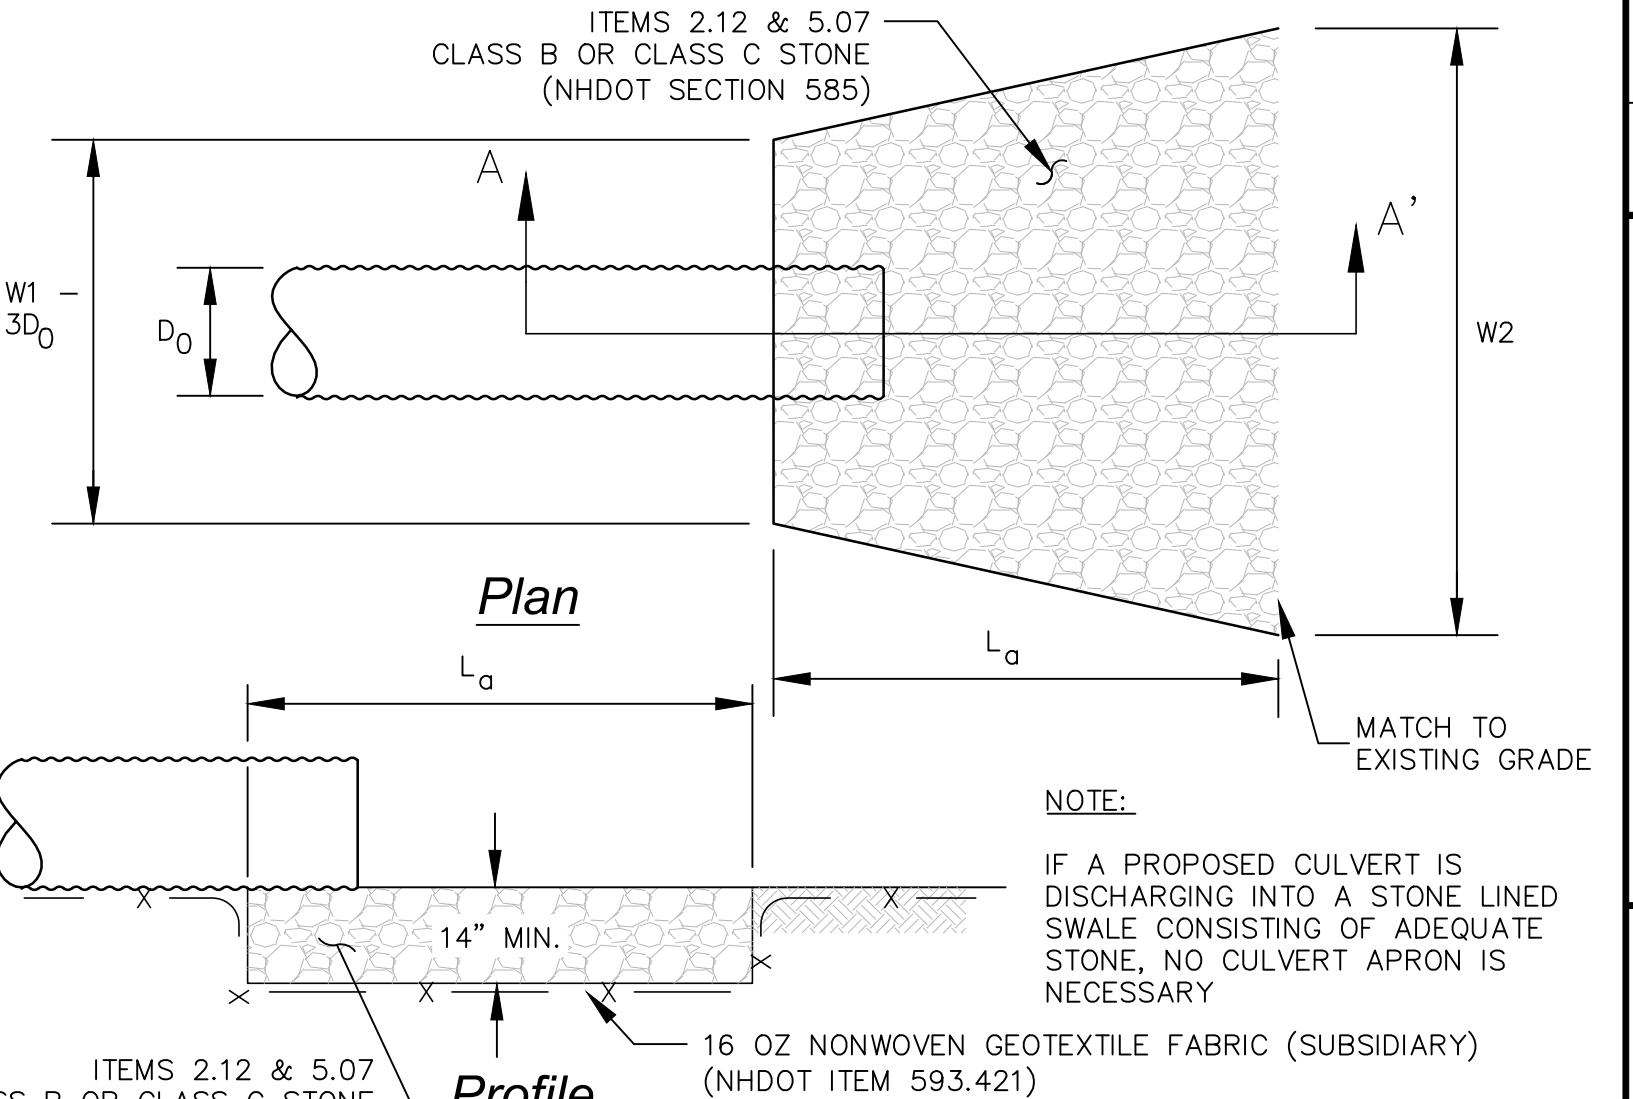 ITEMS 2.12 & 5.07
CLASS B OR CLASS C STONE
(NHDOT SECTION 585)
A
A'
W1 -
3D0
D0
W2
Plan
La
La
MATCH TO
EXISTING GRADE
NOTE:
IF A PROPOSED CULVERT IS
DISCHARGING INTO A STONE LINED
SWALE CONSISTING OF ADEQUATE
STONE, NO CULVERT APRON IS
NECESSARY
14" MIN.
16 OZ NONWOVEN GEOTEXTILE FABRIC (SUBSIDIARY)
(NHDOT ITEM 593.421)
ITEMS 2.12 & 5.07
B OR CLASS C STONE
Profile